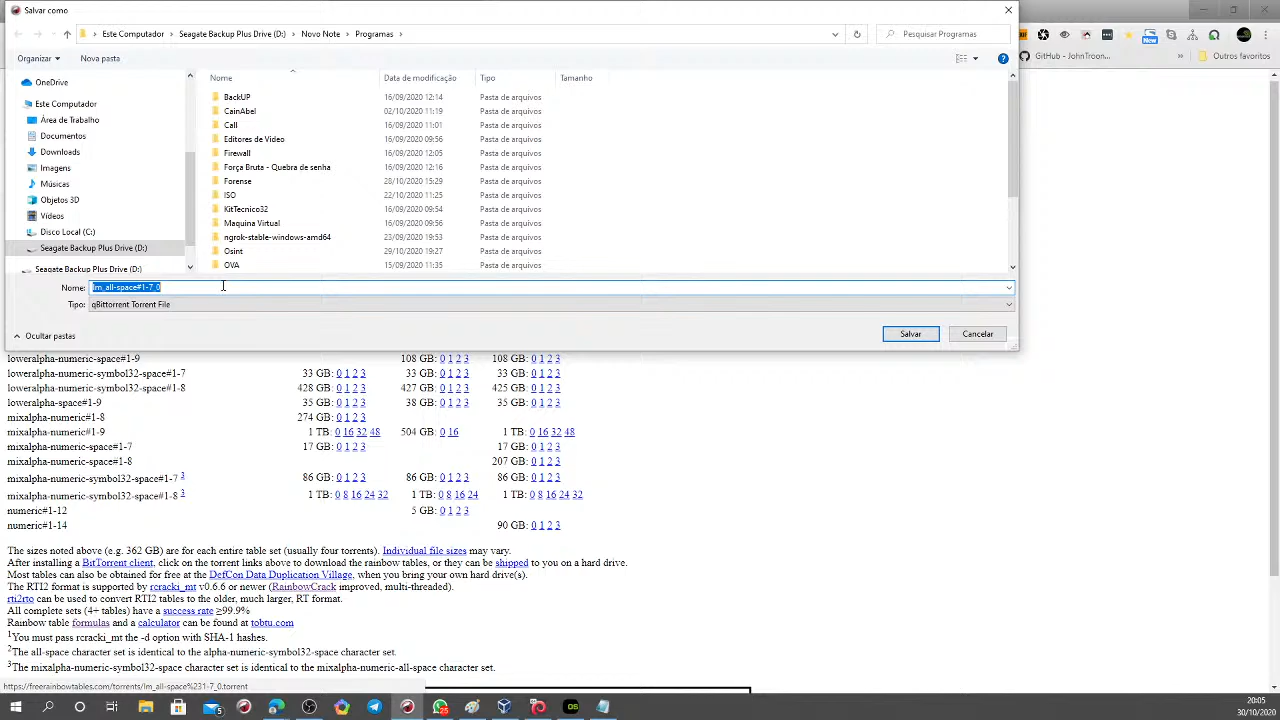 Salvar como
Este Computador › Seagate Backup Plus Drive (D:) › Novo Note › Programas ›
Pesquisar Programas
Organizar
Nova pasta
OneDrive
Este Computador
Área de Trabalho
Documentos
Downloads
Imagens
Músicas
Objetos 3D
Vídeos
Disco Local (C:)
Seagate Backup Plus Drive (D:)
Seagate Backup Plus Drive (D:)
Nome Data de modificação Tipo Tamanho
BackUP 16/09/2020 12:14 Pasta de arquivos
CainAbel 02/10/2020 11:19 Pasta de arquivos
Call 16/09/2020 11:01 Pasta de arquivos
Editores de Vídeo 16/09/2020 09:56 Pasta de arquivos
Firewall 16/09/2020 12:05 Pasta de arquivos
Força Bruta - Quebra de senha 16/09/2020 12:16 Pasta de arquivos
Forense 28/10/2020 15:29 Pasta de arquivos
ISO 22/10/2020 11:25 Pasta de arquivos
KitTecnico32 16/09/2020 09:54 Pasta de arquivos
Maquina Virtual 16/09/2020 09:56 Pasta de arquivos
ngrok-stable-windows-amd64 23/09/2020 19:53 Pasta de arquivos
Osint 29/10/2020 19:27 Pasta de arquivos
OVA 15/09/2020 11:35 Pasta de arquivos
Nome: lm_all-space#1-7_0
Tipo: qBittorrent Torrent File
Ocultar pastas
Salvar
Cancelar
New
GitHub - JohnTroon...
»
Outros favoritos
loweralpha-numeric-space#1-9 108 GB: 0 1 2 3 108 GB: 0 1 2 3
loweralpha-numeric-symbol32-space#1-7 33 GB: 0 1 2 3 33 GB: 0 1 2 3 33 GB: 0 1 2 3
loweralpha-numeric-symbol32-space#1-8 428 GB: 0 1 2 3 427 GB: 0 1 2 3 425 GB: 0 1 2 3
loweralpha-space#1-9 35 GB: 0 1 2 3 38 GB: 0 1 2 3 35 GB: 0 1 2 3
mixalpha-numeric#1-8 274 GB: 0 1 2 3
mixalpha-numeric#1-9 1 TB: 0 16 32 48 504 GB: 0 16 1 TB: 0 16 32 48
mixalpha-numeric-space#1-7 17 GB: 0 1 2 3 17 GB: 0 1 2 3
mixalpha-numeric-space#1-8 207 GB: 0 1 2 3
mixalpha-numeric-symbol32-space#1-7 3 86 GB: 0 1 2 3 86 GB: 0 1 2 3 86 GB: 0 1 2 3
mixalpha-numeric-symbol32-space#1-8 3 1 TB: 0 8 16 24 32 1 TB: 0 8 16 24 1 TB: 0 8 16 24 32
numeric#1-12 5 GB: 0 1 2 3
numeric#1-14 90 GB: 0 1 2 3
The sizes noted above (e.g. 362 GB) are for each entire table set (usually four torrents). Individual file sizes may vary.
After installing a BitTorrent client, click on the torrent links above to download the rainbow tables, or they can be shipped to you on a hard drive.
Most tables can also be obtained for free at the DefCon Data Duplication Village, when you bring your own hard drive(s).
The RTI2 format is supported by rcracki_mt v0.6.6 or newer (RainbowCrack improved, multi-threaded).
rti2rto can be used to convert RTI2 tables to the older, much larger, RT format.
All complete sets (4+ tables) have a success rate ≥99.9%
Rainbow table formulas and a calculator can be found at tobtu.com
1You must pass rcracki_mt the -d option with SHA-1 hashes.
2The all-space character set is identical to the alpha-numeric-symbol32-space character set.
3The mixalpha-numeric-symbol32-space character set is identical to the mixalpha-numeric-all-space character set.
https://freerainbowtables.com/torrents/lm_all-space%231-7_0.torrent
5
25
OS
20:05
30/10/2020